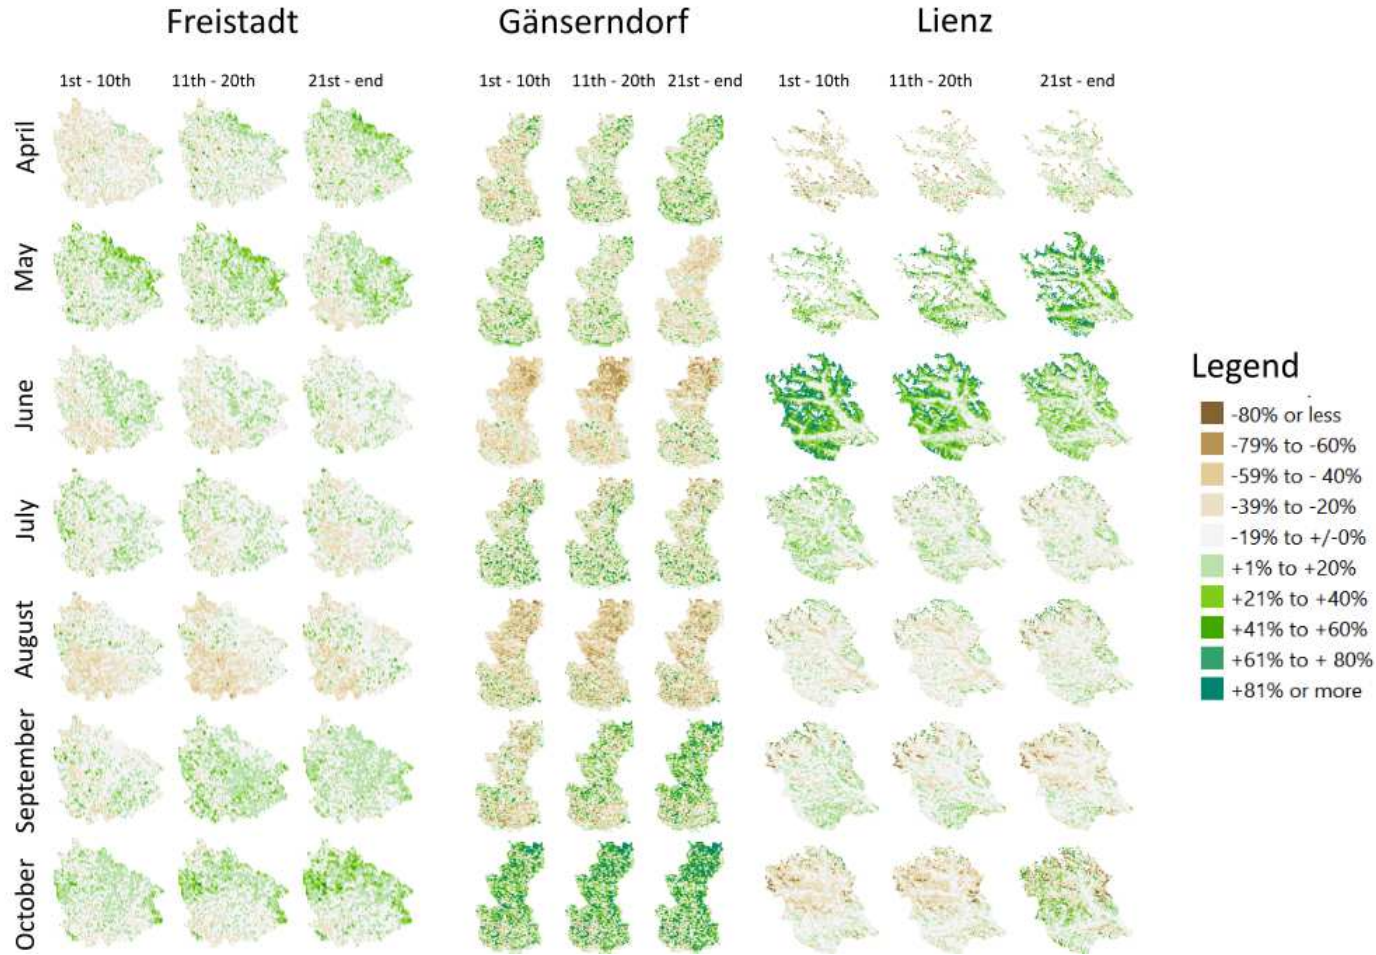 Freistadt Gänserndorf Lienz
1st - 10th 11th - 20th 21st - end 1st - 10th 11th - 20th 21st - end 1st - 10th 11th - 20th 21st - end
April
May
June
July
August
September
October
Legend
-80% or less
-79% to -60%
-59% to - 40%
-39% to -20%
-19% to +/-0%
+1% to +20%
+21% to +40%
+41% to +60%
+61% to + 80%
+81% or more